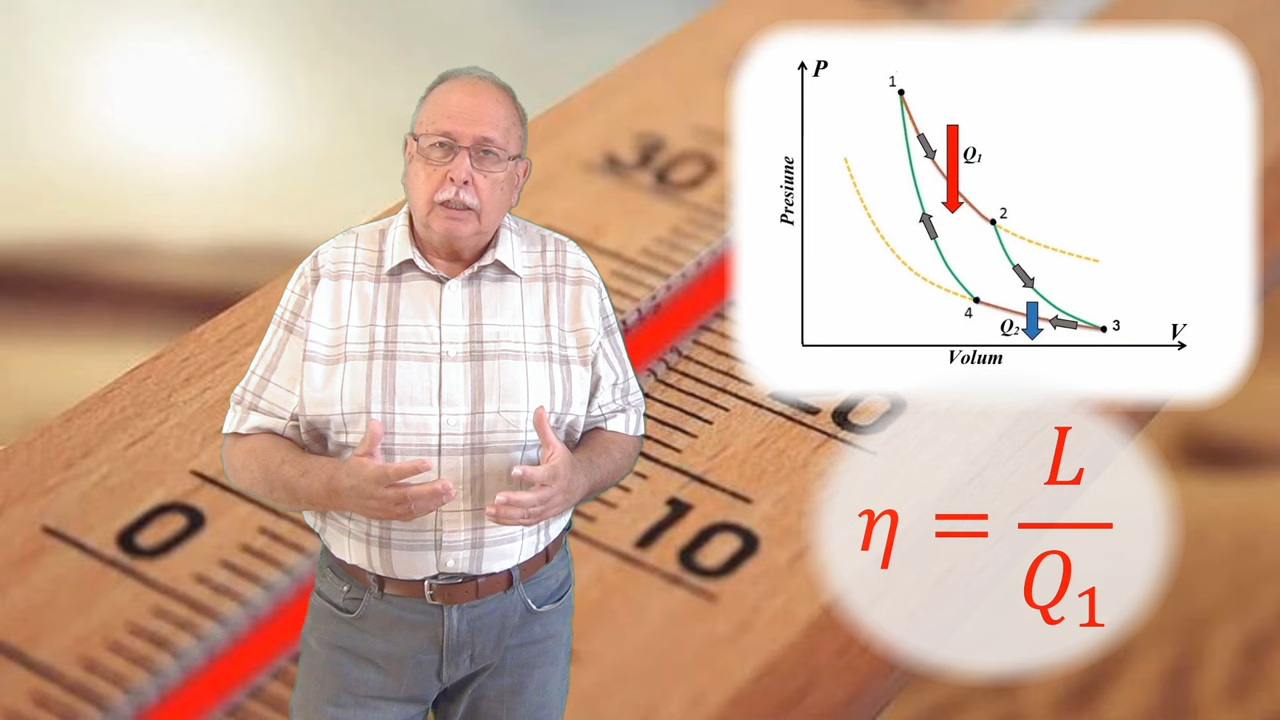 P
1
Q₁
Presiune
2
4
Q₂
3
V
Volum
η = L / Q₁
30
20
10
0